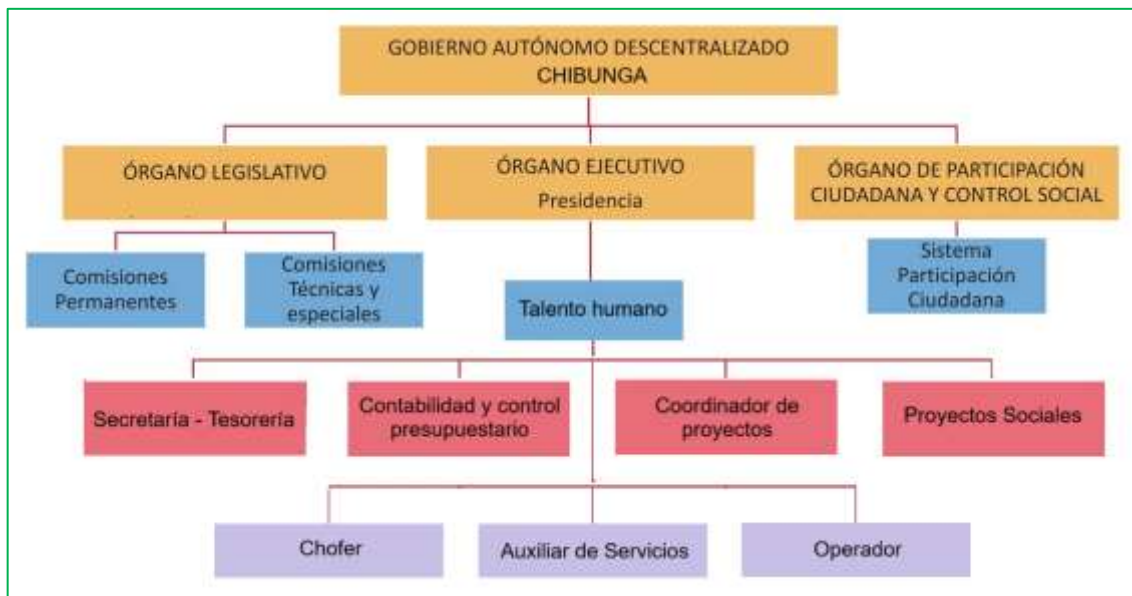 GOBIERNO AUTÓNOMO DESCENTRALIZADO
CHIBUNGA
ÓRGANO LEGISLATIVO
ÓRGANO EJECUTIVO
Presidencia
ÓRGANO DE PARTICIPACIÓN
CIUDADANA Y CONTROL SOCIAL
Comisiones
Permanentes
Comisiones
Técnicas y
especiales
Talento humano
Sistema
Participación
Ciudadana
Secretaría - Tesorería
Contabilidad y control
presupuestario
Coordinador de
proyectos
Proyectos Sociales
Chofer
Auxiliar de Servicios
Operador